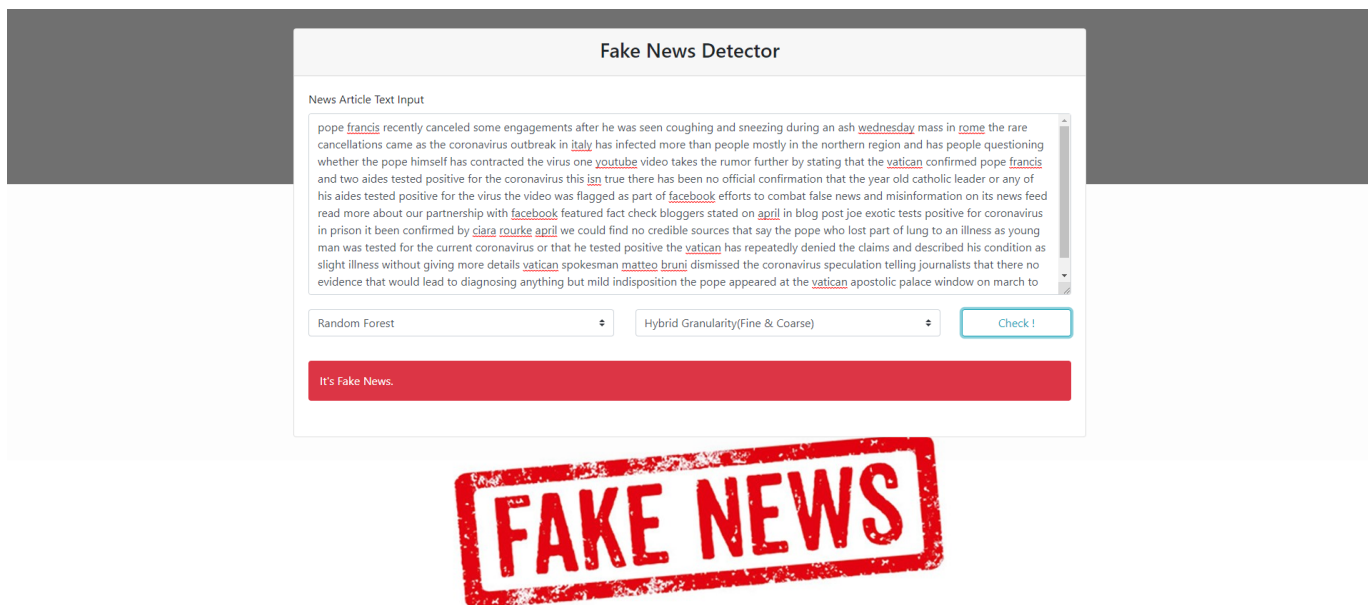 Fake News Detector
News Article Text Input
pope francis recently canceled some engagements after he was seen coughing and sneezing during an ash wednesday mass in rome the rare
cancellations came as the coronavirus outbreak in italy has infected more than people mostly in the northern region and has people questioning
whether the pope himself has contracted the virus one youtube video takes the rumor further by stating that the vatican confirmed pope francis
and two aides tested positive for the coronavirus this isn true there has been no official confirmation that the year old catholic leader or any of
his aides tested positive for the virus the video was flagged as part of facebook efforts to combat false news and misinformation on its news feed
read more about our partnership with facebook featured fact check bloggers stated on april in blog post joe exotic tests positive for coronavirus
in prison it been confirmed by ciara rourke april we could find no credible sources that say the pope who lost part of lung to an illness as young
man was tested for the current coronavirus or that he tested positive the vatican has repeatedly denied the claims and described his condition as
slight illness without giving more details vatican spokesman matteo bruni dismissed the coronavirus speculation telling journalists that there no
evidence that would lead to diagnosing anything but mild indisposition the pope appeared at the vatican apostolic palace window on march to
Random Forest
Hybrid Granularity(Fine & Coarse)
Check !
It's Fake News.
FAKE NEWS